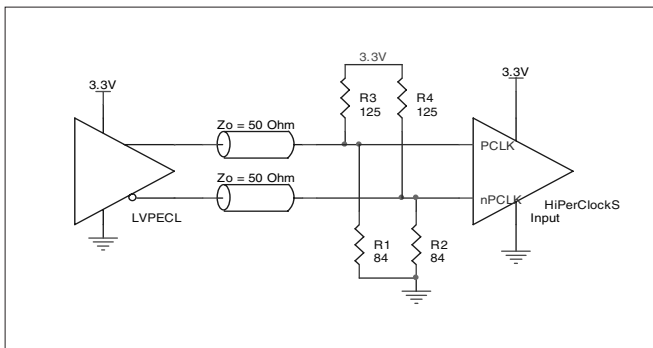 3.3V
3.3V
3.3V
R3
125
R4
125
Zo = 50 Ohm
PCLK
Zo = 50 Ohm
nPCLK
HiPerClockS
Input
LVPECL
R1
84
R2
84